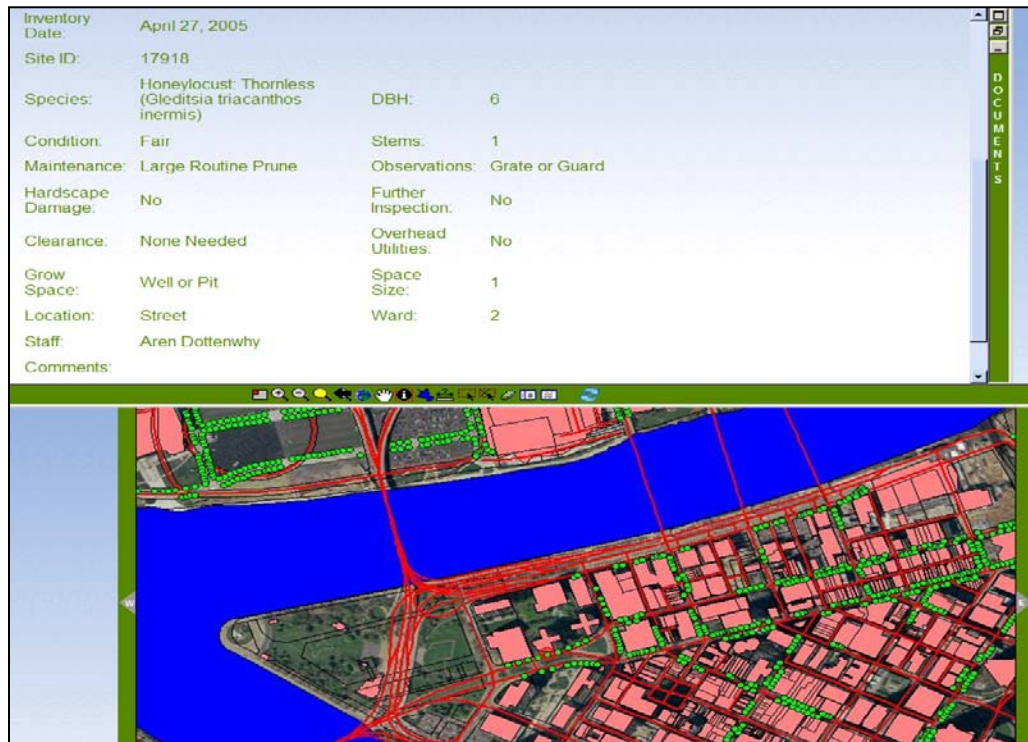 Inventory
Date: April 27, 2005
Site ID: 17918
Species: Honeylocust: Thornless
(Gleditsia triacanthos
inermis) DBH: 6
Condition: Fair Stems: 1
Maintenance: Large Routine Prune Observations: Grate or Guard
Hardscape
Damage: No Further
Inspection: No
Clearance: None Needed Overhead
Utilities: No
Grow
Space: Well or Pit Space
Size: 1
Location: Street Ward: 2
Staff: Aren Dottenwhy
Comments:
DOCUMENTS
W